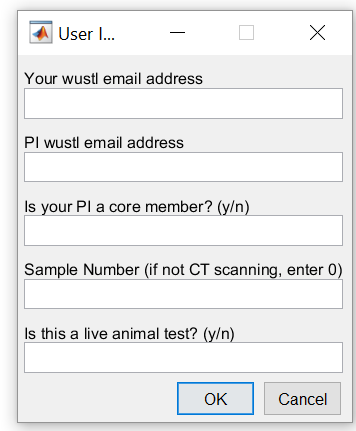 User I...
Your wustl email address
PI wustl email address
Is your PI a core member? (y/n)
Sample Number (if not CT scanning, enter 0)
Is this a live animal test? (y/n)
OK Cancel